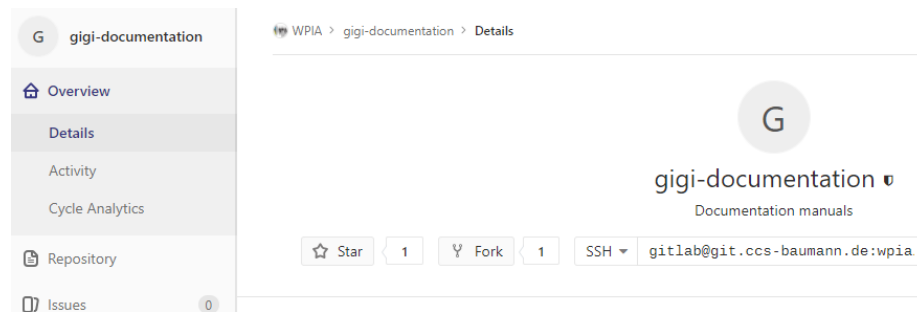 G gigi-documentation
Overview
Details
Activity
Cycle Analytics
Repository
Issues 0
WPIA > gigi-documentation > Details
G
gigi-documentation
Documentation manuals
Star 1 Fork 1 SSH gitlab@git.ccs-baumann.de:wpia